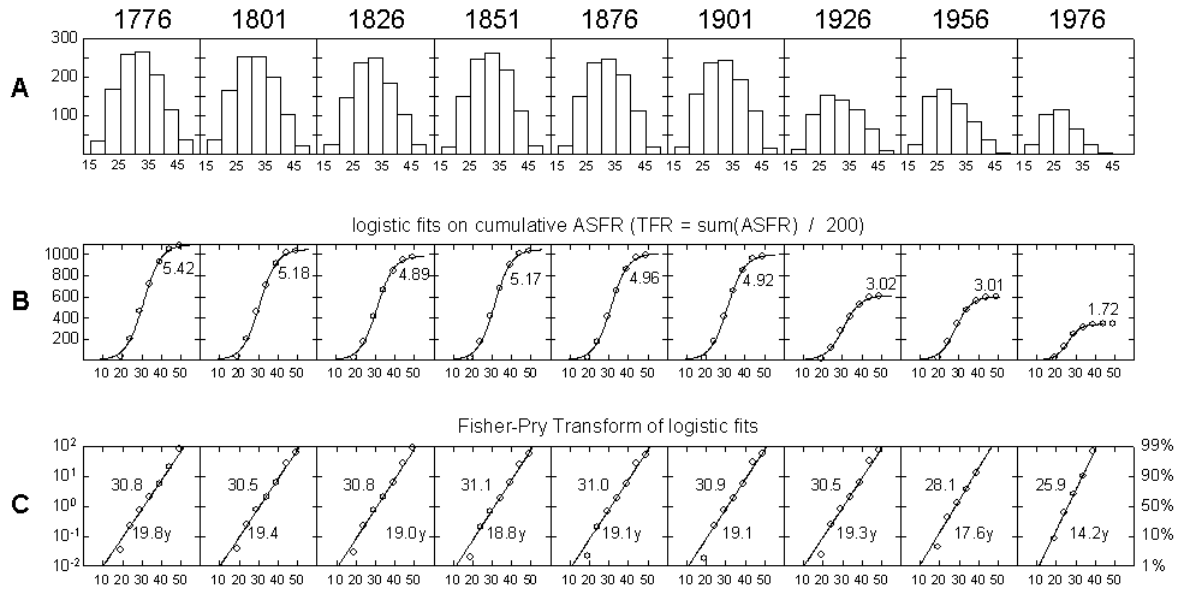 1776 1801 1826 1851 1876 1901 1926 1956 1976
A
300
200
100
15 25 35 45 15 25 35 45 15 25 35 45 15 25 35 45 15 25 35 45 15 25 35 45 15 25 35 45 15 25 35 45 15 25 35 45
logistic fits on cumulative ASFR (TFR = sum(ASFR) / 200)
B
1000
800
600
400
200
5.42 5.18 4.89 5.17 4.96 4.92 3.02 3.01 1.72
10 20 30 40 50 10 20 30 40 50 10 20 30 40 50 10 20 30 40 50 10 20 30 40 50 10 20 30 40 50 10 20 30 40 50 10 20 30 40 50 10 20 30 40 50
Fisher-Pry Transform of logistic fits
C
10² 99%
10¹ 90%
30.8 30.5 30.8 31.1 31.0 30.9 30.5 28.1 25.9
10⁰ 50%
19.8y 19.4 19.0y 18.8y 19.1y 19.1 19.3y 17.6y 14.2y
10⁻¹ 10%
10⁻² 1%
10 20 30 40 50 10 20 30 40 50 10 20 30 40 50 10 20 30 40 50 10 20 30 40 50 10 20 30 40 50 10 20 30 40 50 10 20 30 40 50 10 20 30 40 50